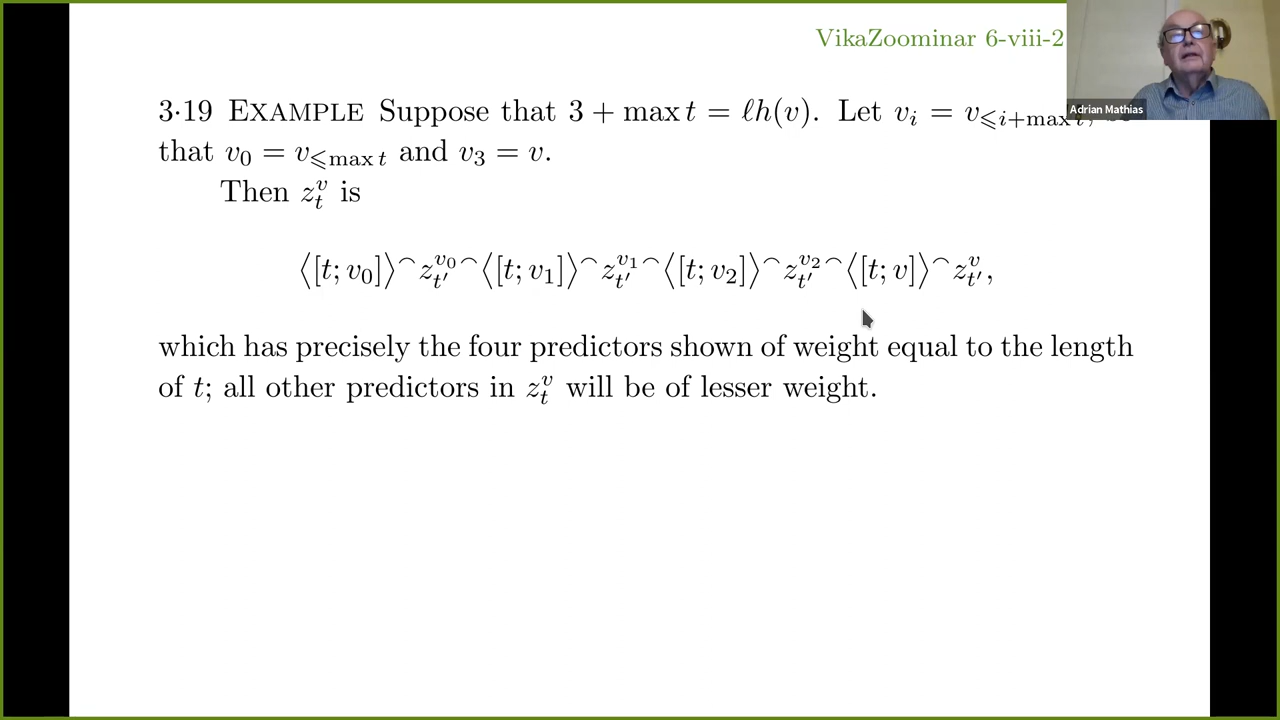 VikaZoominar 6-viii-2
Adrian Mathias
3·19 EXAMPLE Suppose that 3 + max t = ℓh(v). Let v_i = v_{⩽i+max t},
that v_0 = v_{⩽max t} and v_3 = v.
Then z_t^v is
⟨[t; v_0]⟩⌢z_{t′}^{v_0}⌢⟨[t; v_1]⟩⌢z_{t′}^{v_1}⌢⟨[t; v_2]⟩⌢z_{t′}^{v_2}⌢⟨[t; v]⟩⌢z_{t′}^v,
which has precisely the four predictors shown of weight equal to the length
of t; all other predictors in z_t^v will be of lesser weight.